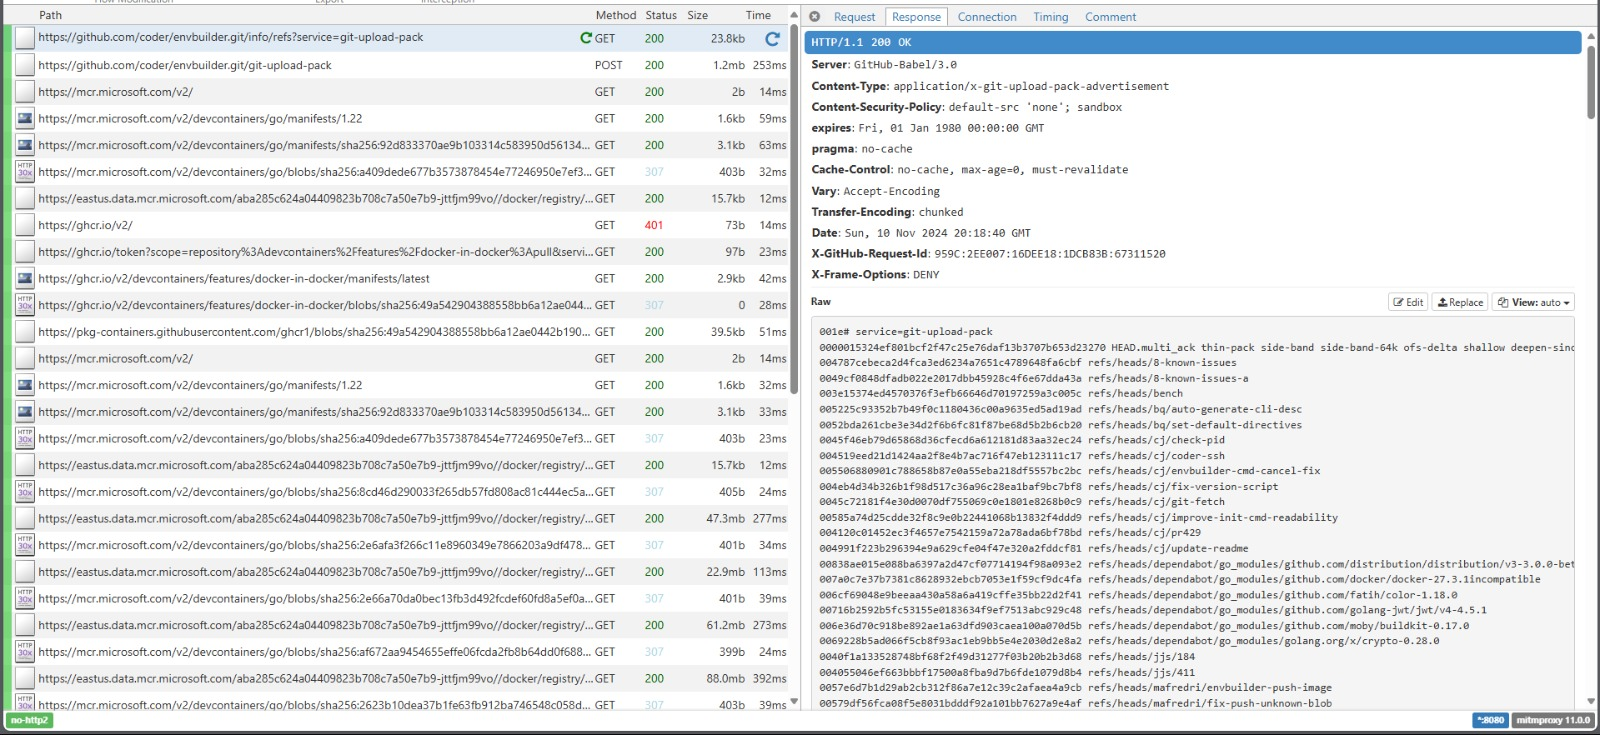 Flow Modification Export Interception
Path Method Status Size Time
https://github.com/coder/envbuilder.git/info/refs?service=git-upload-pack GET 200 23.8kb
https://github.com/coder/envbuilder.git/git-upload-pack POST 200 1.2mb 253ms
https://mcr.microsoft.com/v2/ GET 200 2b 14ms
https://mcr.microsoft.com/v2/devcontainers/go/manifests/1.22 GET 200 1.6kb 59ms
https://mcr.microsoft.com/v2/devcontainers/go/manifests/sha256:92d833370ae9b103314c583950d56134... GET 200 3.1kb 63ms
HTTP 30x https://mcr.microsoft.com/v2/devcontainers/go/blobs/sha256:a409dede677b3573878454e77246950e7ef3... GET 307 403b 32ms
https://eastus.data.mcr.microsoft.com/aba285c624a04409823b708c7a50e7b9-jttfjm99vo//docker/registry/... GET 200 15.7kb 12ms
https://ghcr.io/v2/ GET 401 73b 14ms
https://ghcr.io/token?scope=repository%3Adevcontainers%2Ffeatures%2Fdocker-in-docker%3Apull&servi... GET 200 97b 23ms
https://ghcr.io/v2/devcontainers/features/docker-in-docker/manifests/latest GET 200 2.9kb 42ms
HTTP 30x https://ghcr.io/v2/devcontainers/features/docker-in-docker/blobs/sha256:49a542904388558bb6a12ae044... GET 307 0 28ms
https://pkg-containers.githubusercontent.com/ghcr1/blobs/sha256:49a542904388558bb6a12ae0442b190... GET 200 39.5kb 51ms
https://mcr.microsoft.com/v2/ GET 200 2b 14ms
https://mcr.microsoft.com/v2/devcontainers/go/manifests/1.22 GET 200 1.6kb 32ms
https://mcr.microsoft.com/v2/devcontainers/go/manifests/sha256:92d833370ae9b103314c583950d56134... GET 200 3.1kb 33ms
HTTP 30x https://mcr.microsoft.com/v2/devcontainers/go/blobs/sha256:a409dede677b3573878454e77246950e7ef3... GET 307 403b 23ms
https://eastus.data.mcr.microsoft.com/aba285c624a04409823b708c7a50e7b9-jttfjm99vo//docker/registry/... GET 200 15.7kb 12ms
HTTP 30x https://mcr.microsoft.com/v2/devcontainers/go/blobs/sha256:8cd46d290033f265db57fd808ac81c444ec5a... GET 307 405b 24ms
https://eastus.data.mcr.microsoft.com/aba285c624a04409823b708c7a50e7b9-jttfjm99vo//docker/registry/... GET 200 47.3mb 277ms
HTTP 30x https://mcr.microsoft.com/v2/devcontainers/go/blobs/sha256:2e6afa3f266c11e8960349e7866203a9df478... GET 307 401b 34ms
https://eastus.data.mcr.microsoft.com/aba285c624a04409823b708c7a50e7b9-jttfjm99vo//docker/registry/... GET 200 22.9mb 113ms
HTTP 30x https://mcr.microsoft.com/v2/devcontainers/go/blobs/sha256:2e66a70da0bec13fb3d492fcdef60fd8a5ef0a... GET 307 401b 39ms
https://eastus.data.mcr.microsoft.com/aba285c624a04409823b708c7a50e7b9-jttfjm99vo//docker/registry/... GET 200 61.2mb 273ms
HTTP 30x https://mcr.microsoft.com/v2/devcontainers/go/blobs/sha256:af672aa9454655effe06fcda2fb8b64dd0f688... GET 307 399b 24ms
https://eastus.data.mcr.microsoft.com/aba285c624a04409823b708c7a50e7b9-jttfjm99vo//docker/registry/... GET 200 88.0mb 392ms
HTTP 30x https://mcr.microsoft.com/v2/devcontainers/go/blobs/sha256:2623b10dea37b1fe63fb912ba746548c058d... GET 307 403b 39ms
no-http2
Request Response Connection Timing Comment
HTTP/1.1 200 OK
Server: GitHub-Babel/3.0
Content-Type: application/x-git-upload-pack-advertisement
Content-Security-Policy: default-src 'none'; sandbox
expires: Fri, 01 Jan 1980 00:00:00 GMT
pragma: no-cache
Cache-Control: no-cache, max-age=0, must-revalidate
Vary: Accept-Encoding
Transfer-Encoding: chunked
Date: Sun, 10 Nov 2024 20:18:40 GMT
X-GitHub-Request-Id: 959C:2EE007:16DEE18:1DCB83B:67311520
X-Frame-Options: DENY
Raw Edit Replace View: auto
001e# service=git-upload-pack
0000015324ef801bcf2f47c25e76daf13b3707b653d23270 HEAD.multi_ack thin-pack side-band side-band-64k ofs-delta shallow deepen-sinc
004787cebeca2d4fca3ed6234a7651c4789648fa6cbf refs/heads/8-known-issues
0049cf0848dfadb022e2017dbb45928c4f6e67dda43a refs/heads/8-known-issues-a
003e15374ed4570376f3efb66646d70197259a3c005c refs/heads/bench
005225c93352b7b49f0c1180436c00a9635ed5ad19ad refs/heads/bq/auto-generate-cli-desc
0052bda261cbe3e34d2f6b6fc81f87be68d5b2b6cb20 refs/heads/bq/set-default-directives
0045f46eb79d65868d36cfecd6a612181d83aa32ec24 refs/heads/cj/check-pid
004519eed21d1424aa2f8e4b7ac716f47eb123111c17 refs/heads/cj/coder-ssh
005506880901c788658b87e0a55eba218df5557bc2bc refs/heads/cj/envbuilder-cmd-cancel-fix
004eb4d34b326b1f98d517c36a96c28ea1baf9bc7bf8 refs/heads/cj/fix-version-script
0045c72181f4e30d0070df755069c0e1801e8268b0c9 refs/heads/cj/git-fetch
00585a74d25cdde32f8c9e0b22441068b13832f4ddd9 refs/heads/cj/improve-init-cmd-readability
004120c01452ec3f4657e7542159a72a78ada6bf78bd refs/heads/cj/pr429
004991f223b296394e9a629cfe04f47e320a2fddcf81 refs/heads/cj/update-readme
00838ae015e088ba6397a2d47cf07714194f98a093e2 refs/heads/dependabot/go_modules/github.com/distribution/distribution/v3-3.0.0-bet
007a0c7e37b7381c8628932ebcb7053e1f59cf9dc4fa refs/heads/dependabot/go_modules/github.com/docker/docker-27.3.1incompatible
006cf69048e9beeaa430a58a6a419cffe35bb22d2f41 refs/heads/dependabot/go_modules/github.com/fatih/color-1.18.0
00716b2592b5fc53155e0183634f9ef7513abc929c48 refs/heads/dependabot/go_modules/github.com/golang-jwt/jwt/v4-4.5.1
006e36d70c918be892ae1a63dfd903caea100a070d5b refs/heads/dependabot/go_modules/github.com/moby/buildkit-0.17.0
0069228b5ad066f5cb8f93ac1eb9bb5e4e2030d2e8a2 refs/heads/dependabot/go_modules/golang.org/x/crypto-0.28.0
0040f1a133528748bf68f2f49d31277f03b20b2b3d68 refs/heads/jjs/184
004055046ef663bbbf17500a8fba9d7b6fde1079d8b4 refs/heads/jjs/411
0057e6d7b1d29ab2cb312f86a7e12c39c2afaea4a9cb refs/heads/mafredri/envbuilder-push-image
00579df56fca08f5e8031bdddf92a101bb7627a9e4af refs/heads/mafredri/fix-push-unknown-blob
*:8080 mitmproxy 11.0.0